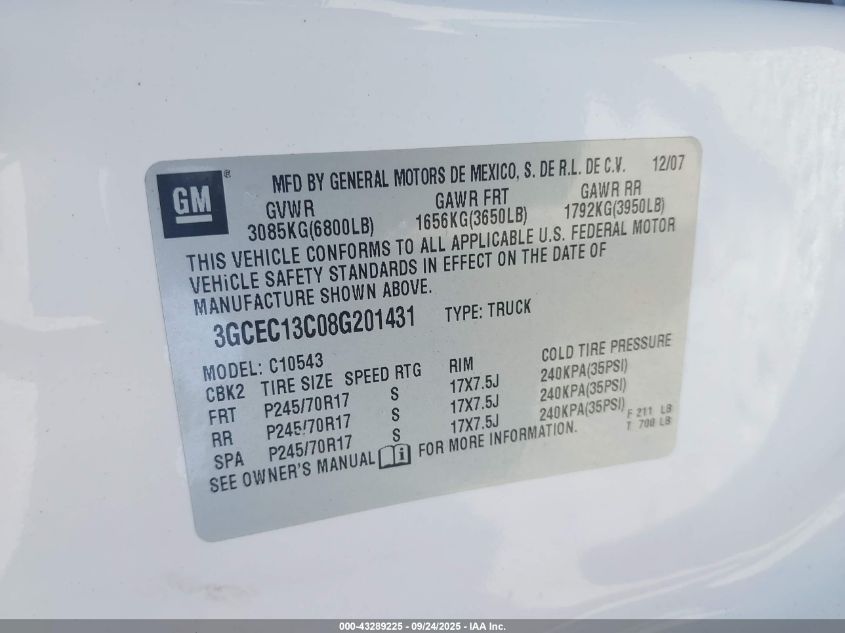 GM® MFD BY GENERAL MOTORS DE MEXICO, S. DE R.L. DE C.V. 12/07
GVWR GAWR FRT GAWR RR
3085KG(6800LB) 1656KG(3650LB) 1792KG(3950LB)
THIS VEHICLE CONFORMS TO ALL APPLICABLE U.S. FEDERAL MOTOR
VEHICLE SAFETY STANDARDS IN EFFECT ON THE DATE OF
MANUFACTURE SHOWN ABOVE.
3GCEC13C08G201431 TYPE: TRUCK
MODEL: C10543
CBK2 TIRE SIZE SPEED RTG RIM COLD TIRE PRESSURE
FRT P245/70R17 S 17X7.5J 240KPA(35PSI)
RR P245/70R17 S 17X7.5J 240KPA(35PSI)
SPA P245/70R17 S 17X7.5J 240KPA(35PSI)
F 211 LB
T 700 LB
SEE OWNER'S MANUAL i FOR MORE INFORMATION.
000-43289225 - 09/24/2025 - IAA Inc.